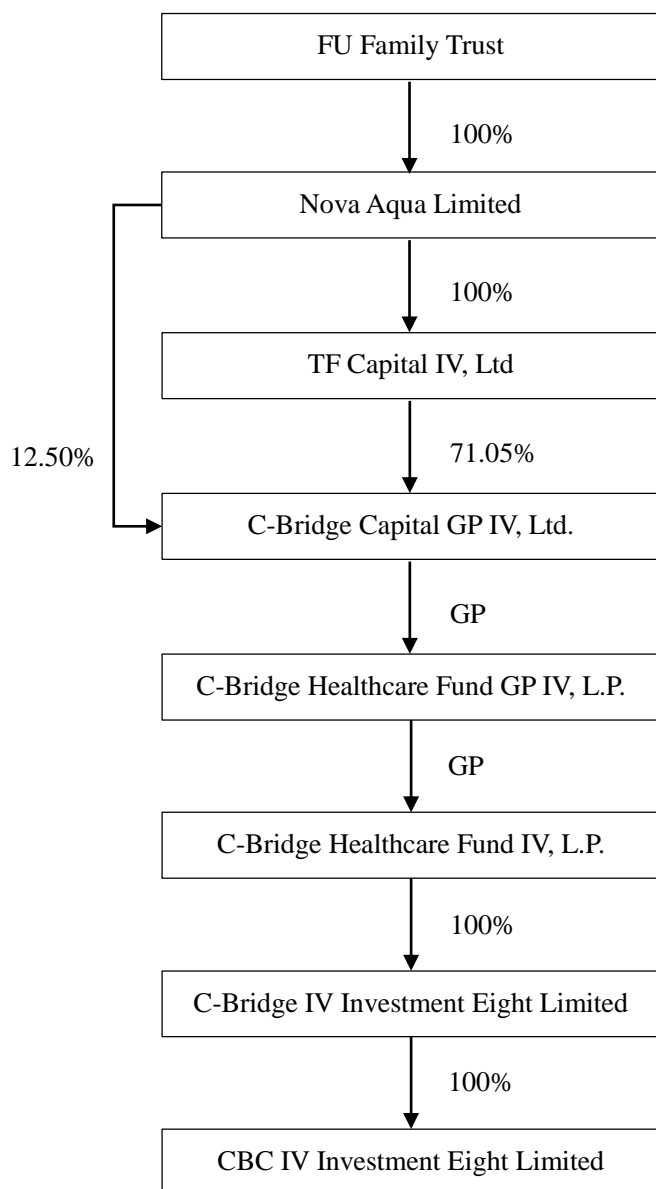 FU Family Trust
100%
Nova Aqua Limited
100%
TF Capital IV, Ltd
12.50%
71.05%
C-Bridge Capital GP IV, Ltd.
GP
C-Bridge Healthcare Fund GP IV, L.P.
GP
C-Bridge Healthcare Fund IV, L.P.
100%
C-Bridge IV Investment Eight Limited
100%
CBC IV Investment Eight Limited